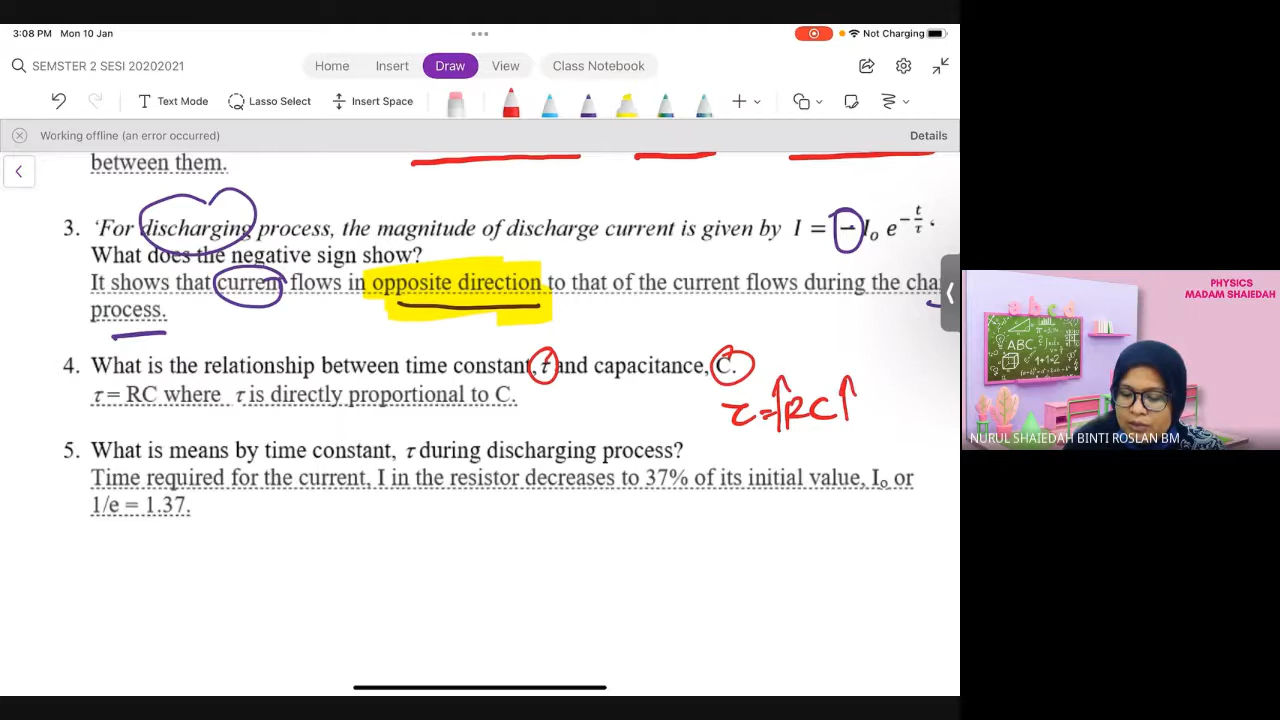 3:08 PM Mon 10 Jan
Not Charging
SEMSTER 2 SESI 20202021
Home Insert Draw View Class Notebook
Text Mode Lasso Select Insert Space
Working offline (an error occurred) Details
between them.
3. ‘For discharging process, the magnitude of discharge current is given by I = – I₀ e^(-t/τ) ‘
What does the negative sign show?
It shows that current flows in opposite direction to that of the current flows during the cha
process.
4. What is the relationship between time constant, τ and capacitance, C.
τ = RC where τ is directly proportional to C.
τ = ↑RC↑
5. What is means by time constant, τ during discharging process?
Time required for the current, I in the resistor decreases to 37% of its initial value, I₀ or
1/e = 1.37.
PHYSICS
MADAM SHAIEDAH
abcd
ABC
1+1=2
NURUL SHAIEDAH BINTI ROSLAN BM